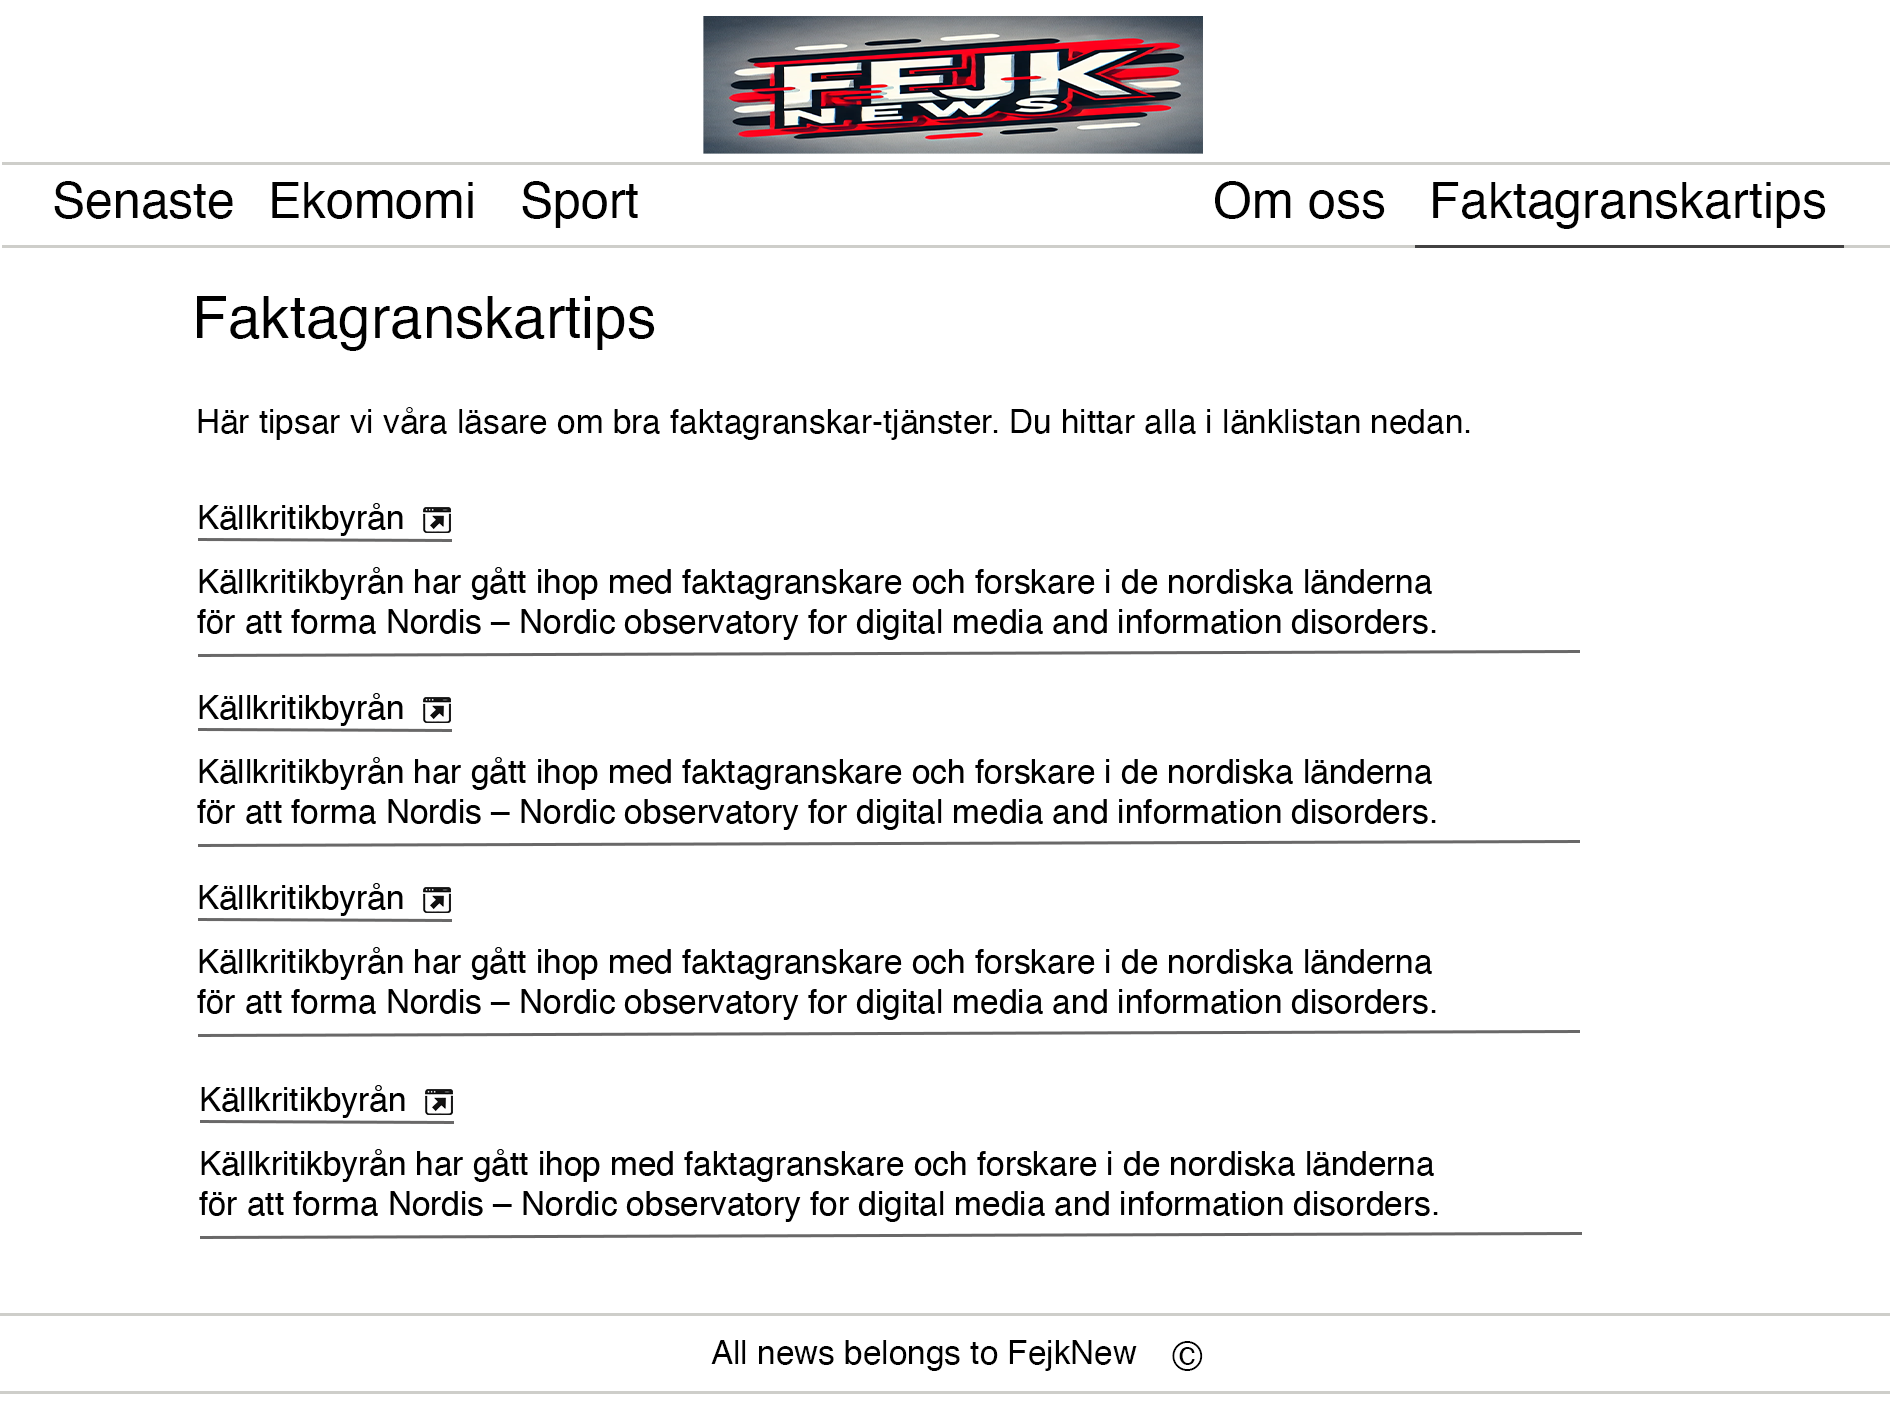 FEJK
NEWS
Senaste Ekomomi Sport Om oss Faktagranskartips
Faktagranskartips
Här tipsar vi våra läsare om bra faktagranskar-tjänster. Du hittar alla i länklistan nedan.
Källkritikbyrån
Källkritikbyrån har gått ihop med faktagranskare och forskare i de nordiska länderna
för att forma Nordis – Nordic observatory for digital media and information disorders.
Källkritikbyrån
Källkritikbyrån har gått ihop med faktagranskare och forskare i de nordiska länderna
för att forma Nordis – Nordic observatory for digital media and information disorders.
Källkritikbyrån
Källkritikbyrån har gått ihop med faktagranskare och forskare i de nordiska länderna
för att forma Nordis – Nordic observatory for digital media and information disorders.
Källkritikbyrån
Källkritikbyrån har gått ihop med faktagranskare och forskare i de nordiska länderna
för att forma Nordis – Nordic observatory for digital media and information disorders.
All news belongs to FejkNew ©